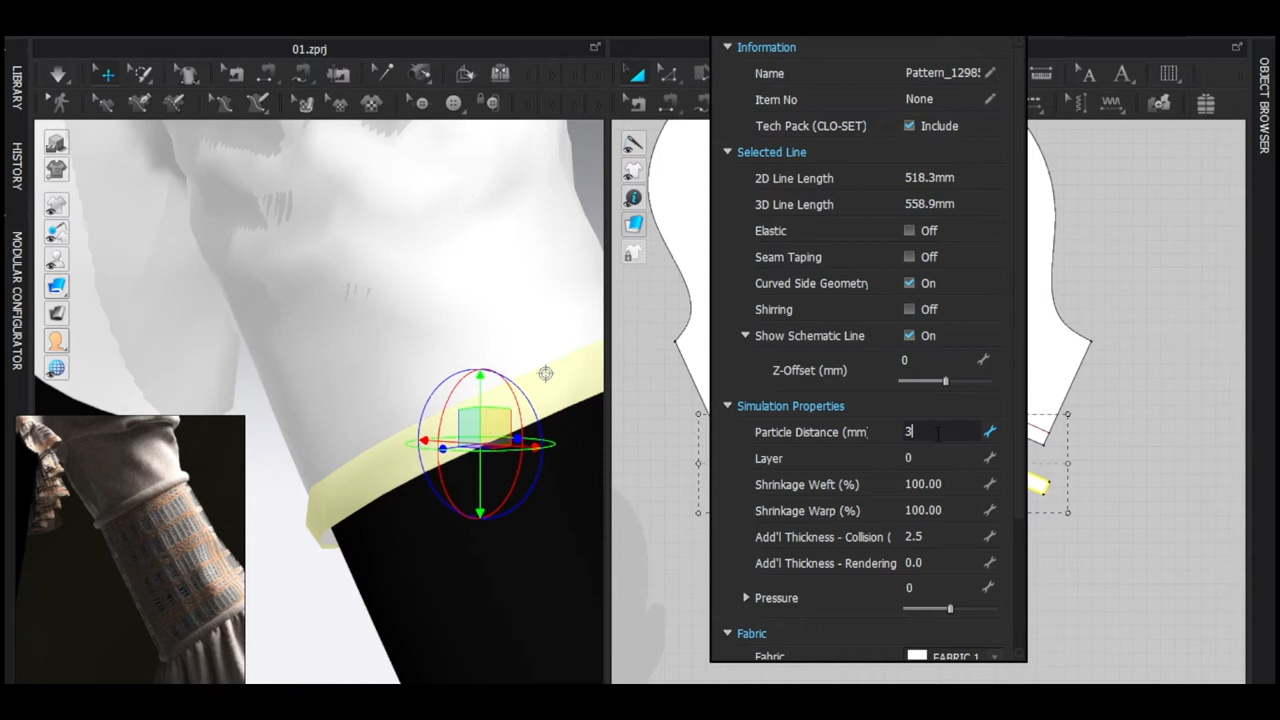 01.zprj
LIBRARY
HISTORY
MODULAR CONFIGURATOR
OBJECT BROWSER
Information
Name Pattern_1298:
Item No None
Tech Pack (CLO-SET) Include
Selected Line
2D Line Length 518.3mm
3D Line Length 558.9mm
Elastic Off
Seam Taping Off
Curved Side Geometry On
Shirring Off
Show Schematic Line On
Z-Offset (mm) 0
Simulation Properties
Particle Distance (mm) 3
Layer 0
Shrinkage Weft (%) 100.00
Shrinkage Warp (%) 100.00
Add'l Thickness - Collision ( 2.5
Add'l Thickness - Rendering 0.0
Pressure 0
Fabric
Fabric FABRIC 1